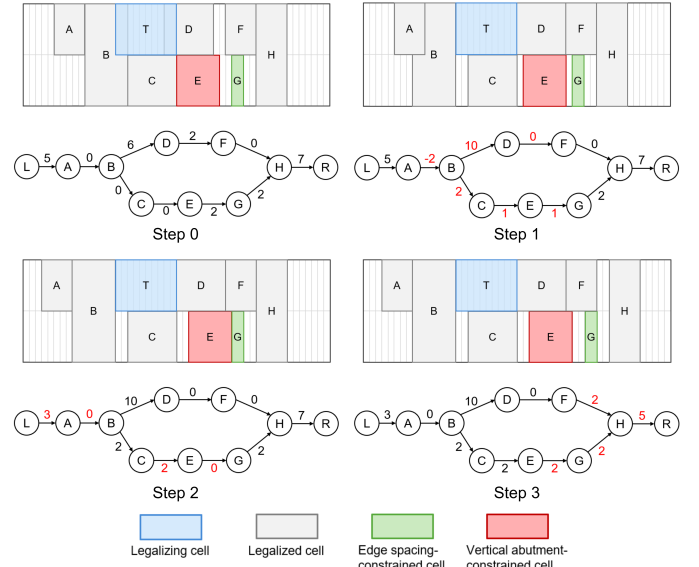 A
B
T
D
C
E
F
G
H
A
B
T
D
C
E
F
G
H
L 5 A 0 B 6 D 2 F 0 H 7 R
0 C 0 E 2 G 2
L 5 A -2 B 10 D 0 F 0 H 7 R
2 C 1 E 1 G 2
Step 0
Step 1
A
B
T
D
C
E
F
G
H
A
B
T
D
C
E
F
G
H
L 3 A 0 B 10 D 0 F 0 H 7 R
2 C 2 E 0 G 2
L 3 A 0 B 10 D 0 F 2 H 5 R
2 C 2 E 2 G 2
Step 2
Step 3
Legalizing cell
Legalized cell
Edge spacing-
constrained cell
Vertical abutment-
constrained cell